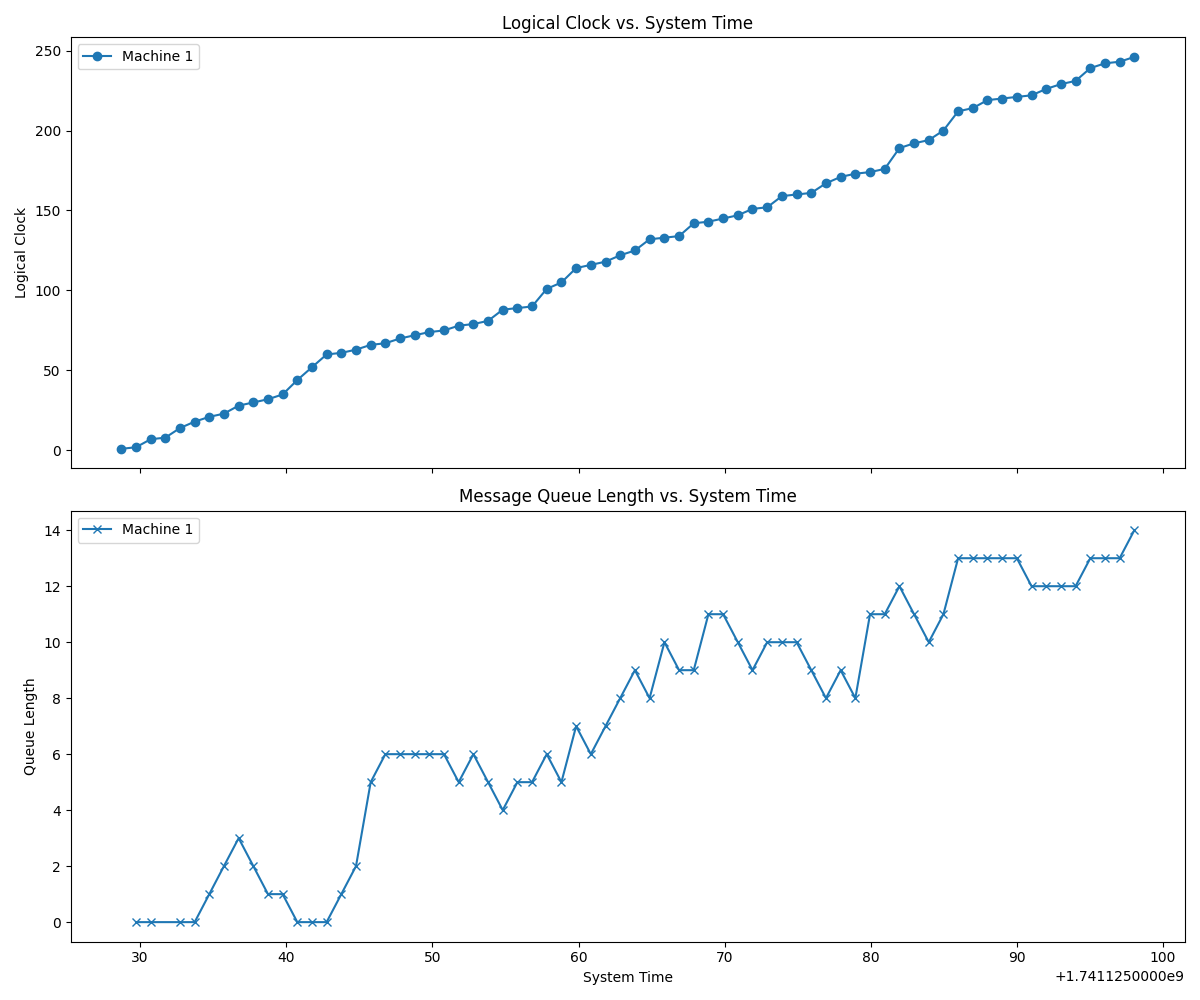 Logical Clock vs. System Time
Machine 1
Logical Clock
250
200
150
100
50
0
Message Queue Length vs. System Time
Machine 1
Queue Length
14
12
10
8
6
4
2
0
30 40 50 60 70 80 90 100
System Time
+1.7411250000e9